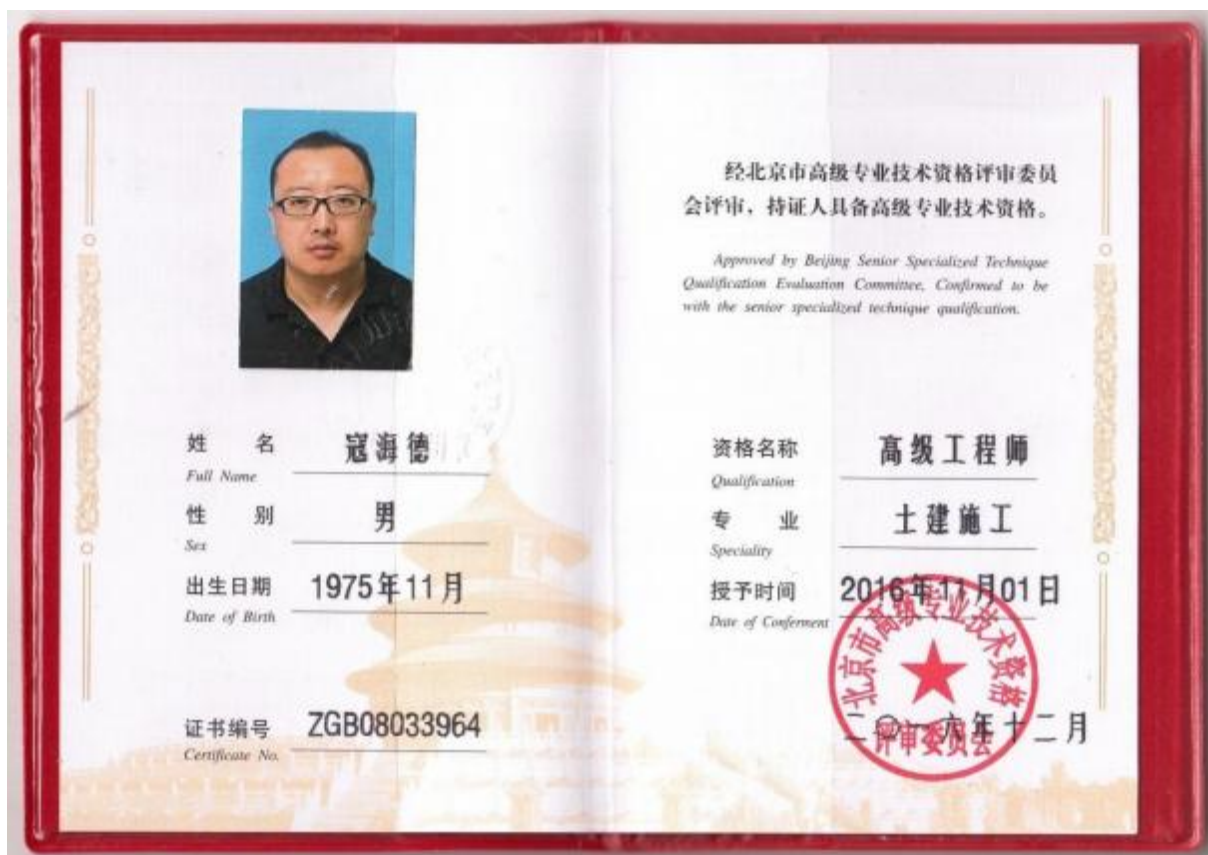 姓名
Full Name
寇海德
性别
Sex
男
出生日期
Date of Birth
1975年11月
证书编号
Certificate No.
ZGB08033964
经北京市高级专业技术资格评审委员
会评审、持证人具备高级专业技术资格。
Approved by Beijing Senior Specialized Technique
Qualification Evaluation Committee, Confirmed to be
with the senior specialized technique qualification.
资格名称
Qualification
高级工程师
专业
Speciality
土建施工
授予时间
Date of Conferment
2016年11月01日
北京市高级专业技术资格
评审委员会
二〇一六年十二月